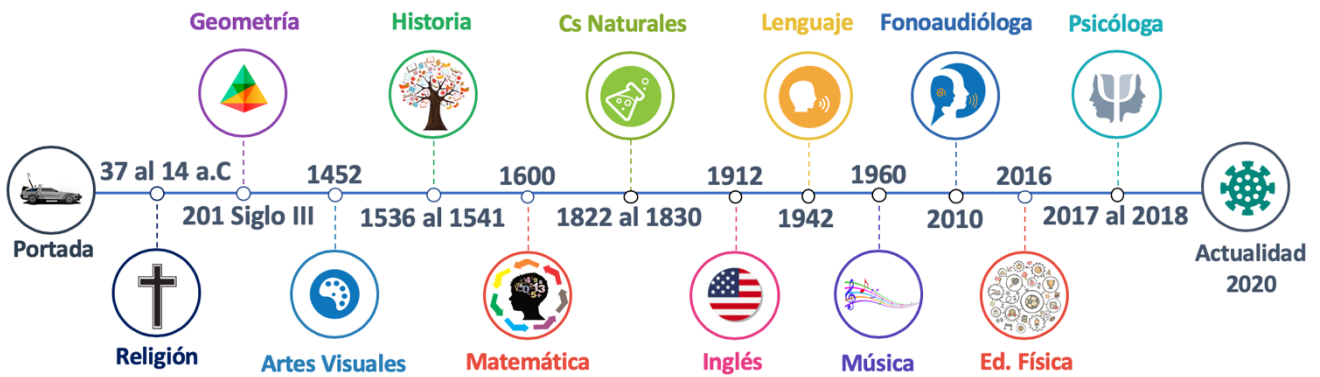 Geometría
Historia
Cs Naturales
Lenguaje
Fonoaudióloga
Psicóloga
37 al 14 a.C
1452
1600
1912
1960
2016
201 Siglo III
1536 al 1541
1822 al 1830
1942
2010
2017 al 2018
Portada
Actualidad
2020
Religión
Artes Visuales
Matemática
Inglés
Música
Ed. Física